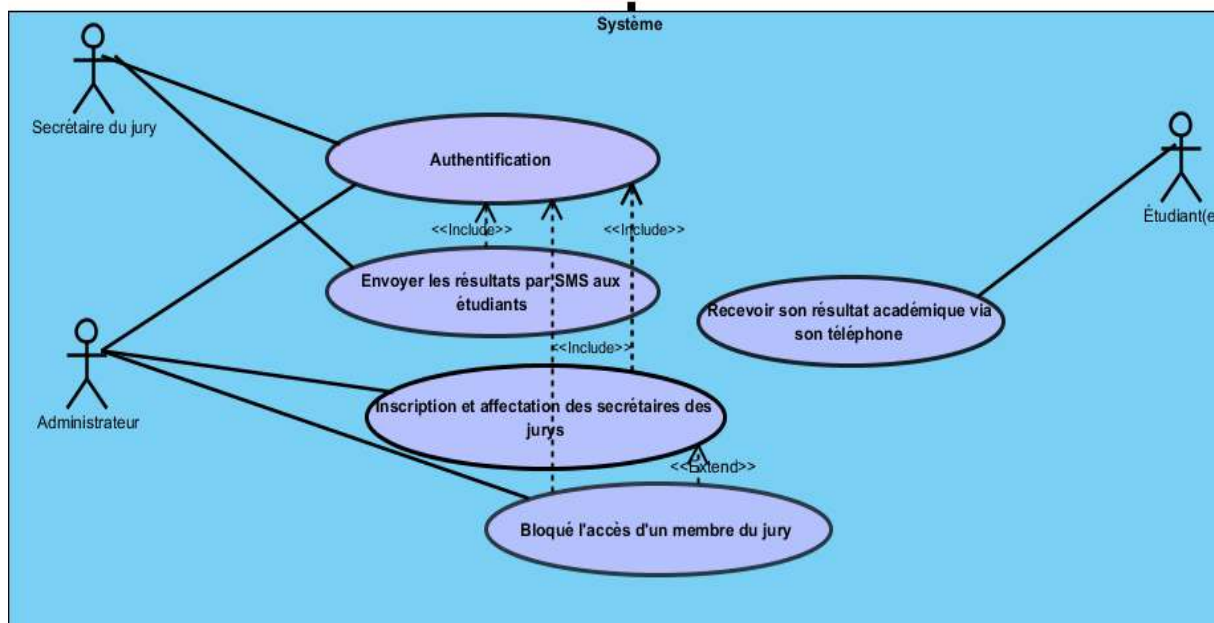 Système
Secrétaire du jury
Authentification
Étudiant(e
<<Include>>
<<Include>>
Envoyer les résultats par SMS aux
étudiants
Recevoir son résultat académique via
son téléphone
<<Include>>
Administrateur
Inscription et affectation des secrétaires des
jurys
<<Extend>>
Bloqué l'accès d'un membre du jury